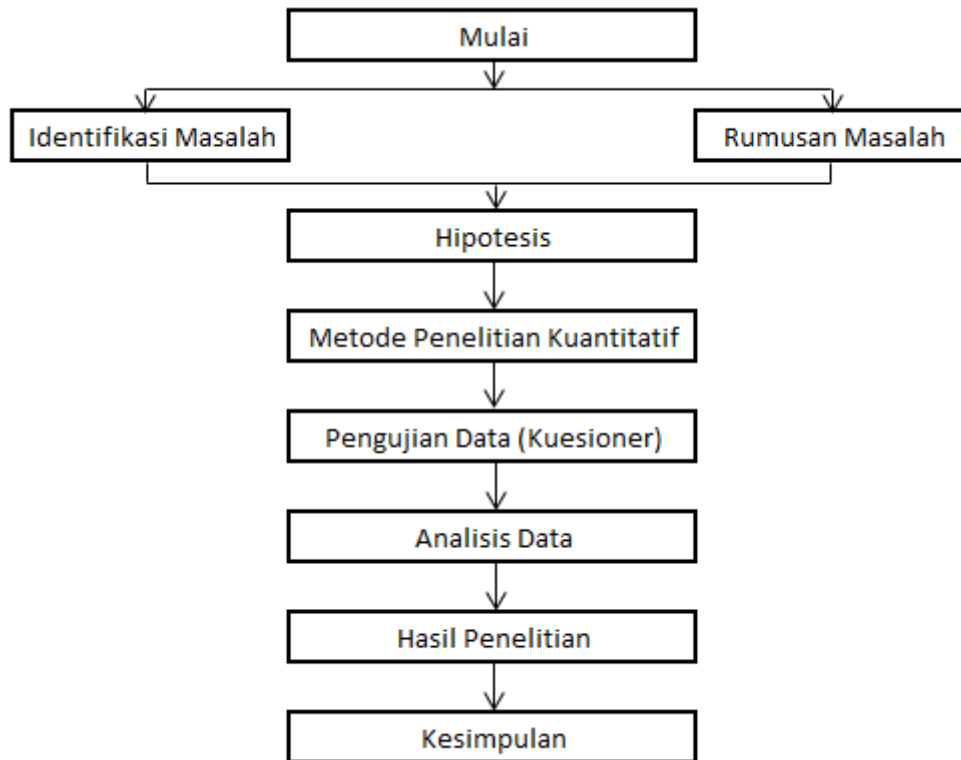 Mulai
Identifikasi Masalah
Rumusan Masalah
Hipotesis
Metode Penelitian Kuantitatif
Pengujian Data (Kuesioner)
Analisis Data
Hasil Penelitian
Kesimpulan